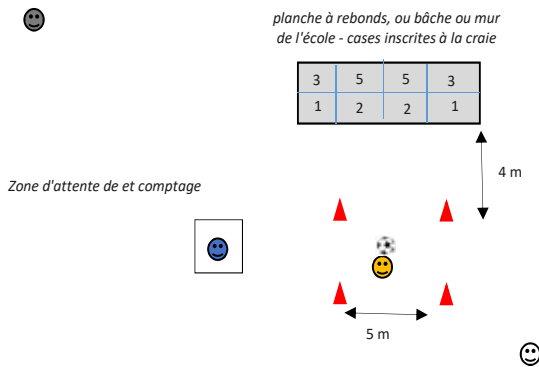 planche à rebonds, ou bâche ou mur
de l'école - cases inscrites à la craie
3 5 5 3
1 2 2 1
4 m
Zone d'attente de et comptage
5 m